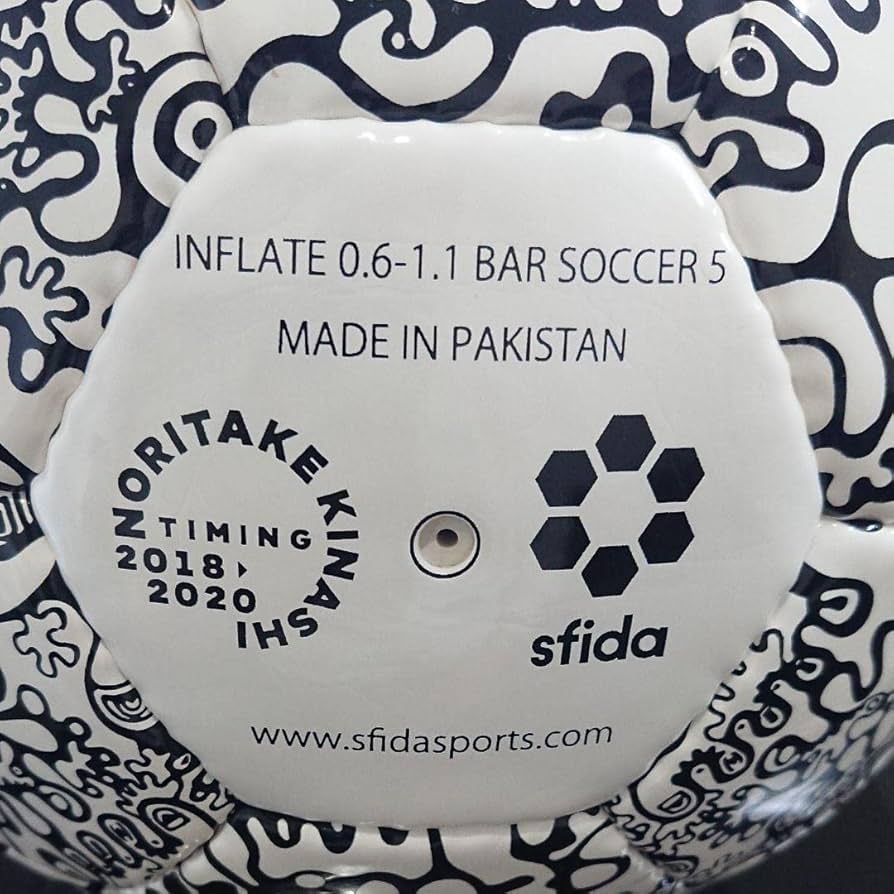 INFLATE 0.6-1.1 BAR SOCCER 5
MADE IN PAKISTAN
NORITAKE KINASHI
TIMING
2018▸
2020
sfida
www.sfidasports.com